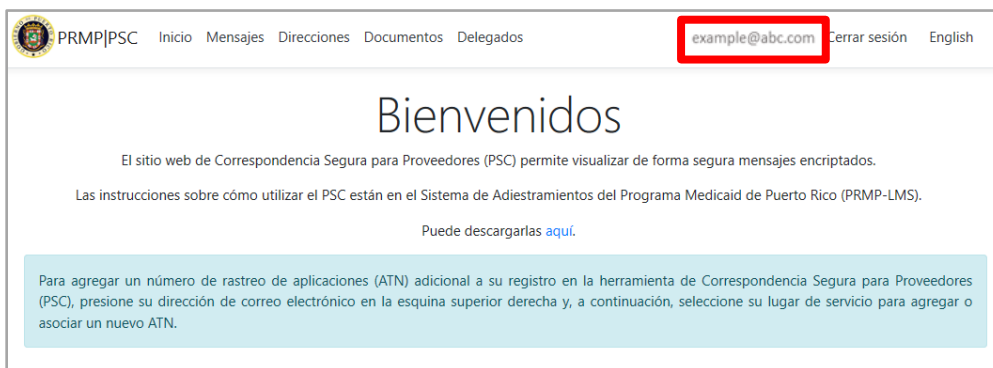 PRMP|PSC Inicio Mensajes Direcciones Documentos Delegados example@abc.com Cerrar sesión English
Bienvenidos
El sitio web de Correspondencia Segura para Proveedores (PSC) permite visualizar de forma segura mensajes encriptados.
Las instrucciones sobre cómo utilizar el PSC están en el Sistema de Adiestramientos del Programa Medicaid de Puerto Rico (PRMP-LMS).
Puede descargarlas aquí.
Para agregar un número de rastreo de aplicaciones (ATN) adicional a su registro en la herramienta de Correspondencia Segura para Proveedores
(PSC), presione su dirección de correo electrónico en la esquina superior derecha y, a continuación, seleccione su lugar de servicio para agregar o
asociar un nuevo ATN.